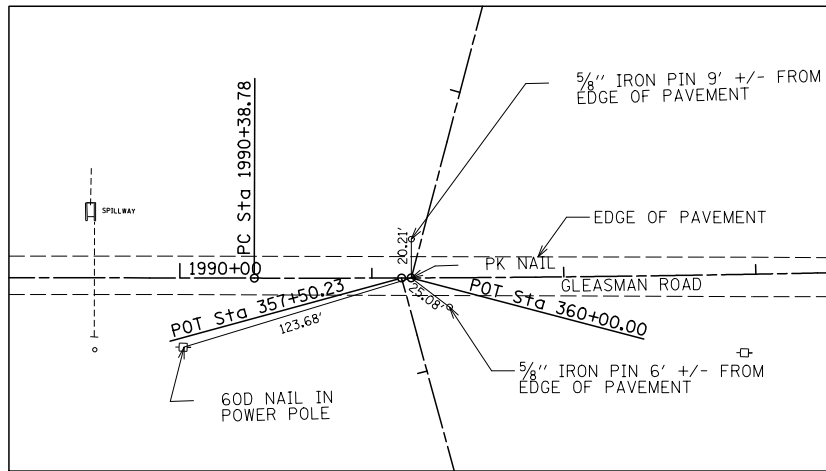 5/8" IRON PIN 9' +/- FROM
EDGE OF PAVEMENT
PC Sta 1990+38.78
SPILLWAY
EDGE OF PAVEMENT
20.21'
1990+00
PK NAIL
GLEASMAN ROAD
POT Sta 357+50.23
123.68'
25.08'
POT Sta 360+00.00
5/8" IRON PIN 6' +/- FROM
EDGE OF PAVEMENT
60D NAIL IN
POWER POLE